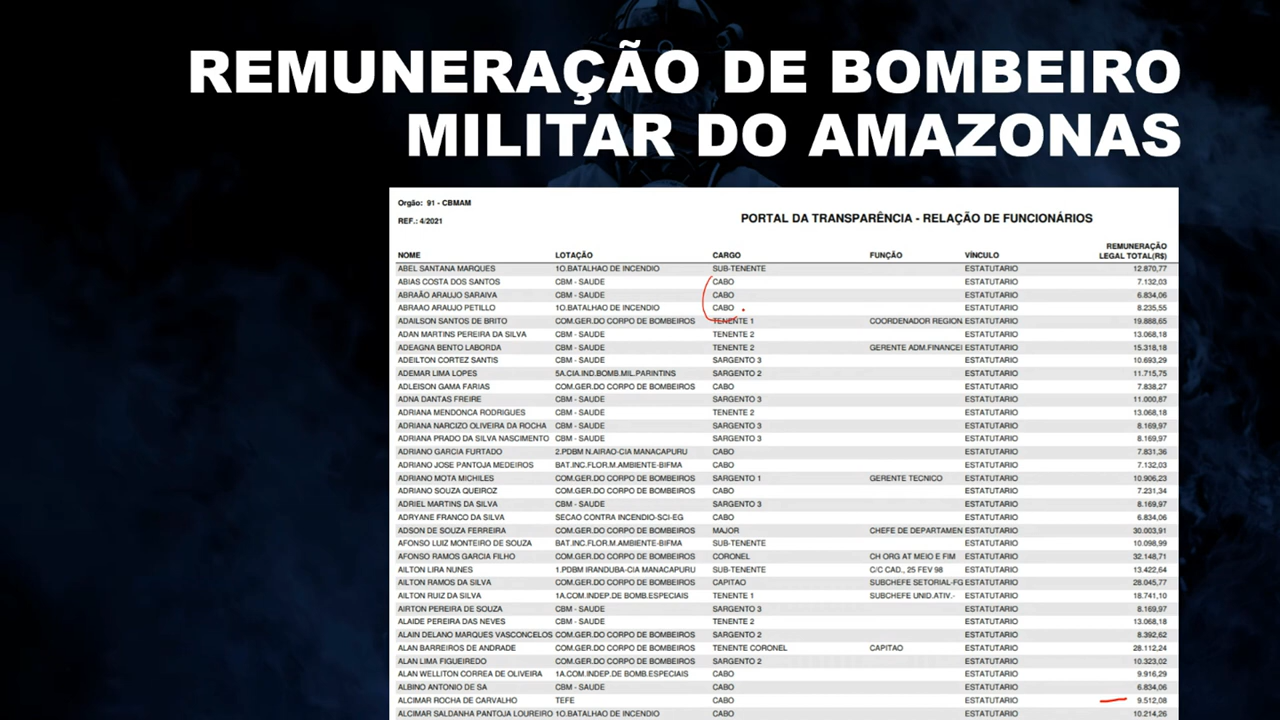 REMUNERAÇÃO DE BOMBEIRO
MILITAR DO AMAZONAS
Orgão: 91 - CBMAM
REF.: 4/2021
PORTAL DA TRANSPARÊNCIA - RELAÇÃO DE FUNCIONÁRIOS
NOME LOTAÇÃO CARGO FUNÇÃO VÍNCULO REMUNERAÇÃO LEGAL TOTAL(R$)
ABEL SANTANA MARQUES 1O.BATALHAO DE INCENDIO SUB-TENENTE ESTATUTARIO 12.870,77
ABIAS COSTA DOS SANTOS CBM - SAUDE CABO ESTATUTARIO 7.132,03
ABRAÃO ARAUJO SARAIVA CBM - SAUDE CABO ESTATUTARIO 6.834,06
ABRAAO ARAUJO PETILLO 1O.BATALHAO DE INCENDIO CABO ESTATUTARIO 8.235,55
ADAILSON SANTOS DE BRITO COM.GER.DO CORPO DE BOMBEIROS TENENTE 1 COORDENADOR REGION ESTATUTARIO 19.888,65
ADAN MARTINS PEREIRA DA SILVA CBM - SAUDE TENENTE 2 ESTATUTARIO 13.068,18
ADEAGNA BENTO LABORDA CBM - SAUDE TENENTE 2 GERENTE ADM.FINANCEI ESTATUTARIO 15.318,18
ADEILTON CORTEZ SANTIS CBM - SAUDE SARGENTO 3 ESTATUTARIO 10.693,29
ADEMAR LIMA LOPES 5A.CIA.IND.BOMB.MIL.PARINTINS SARGENTO 2 ESTATUTARIO 11.715,75
ADLEISON GAMA FARIAS COM.GER.DO CORPO DE BOMBEIROS CABO ESTATUTARIO 7.838,27
ADNA DANTAS FREIRE CBM - SAUDE SARGENTO 3 ESTATUTARIO 11.000,87
ADRIANA MENDONCA RODRIGUES CBM - SAUDE TENENTE 2 ESTATUTARIO 13.068,18
ADRIANA NARCIZO OLIVEIRA DA ROCHA CBM - SAUDE SARGENTO 3 ESTATUTARIO 8.169,97
ADRIANA PRADO DA SILVA NASCIMENTO CBM - SAUDE SARGENTO 3 ESTATUTARIO 8.169,97
ADRIANO GARCIA FURTADO 2.PDBM N.AIRAO-CIA MANACAPURU CABO ESTATUTARIO 7.831,36
ADRIANO JOSE PANTOJA MEDEIROS BAT.INC.FLOR.M.AMBIENTE-BIFMA CABO ESTATUTARIO 7.132,03
ADRIANO MOTA MICHILES COM.GER.DO CORPO DE BOMBEIROS SARGENTO 1 GERENTE TECNICO ESTATUTARIO 10.906,23
ADRIANO SOUZA QUEIROZ COM.GER.DO CORPO DE BOMBEIROS CABO ESTATUTARIO 7.231,34
ADRIEL MARTINS DA SILVA CBM - SAUDE SARGENTO 3 ESTATUTARIO 8.169,97
ADRYANE FRANCO DA SILVA SECAO CONTRA INCENDIO-SCI-EG CABO ESTATUTARIO 6.834,06
ADSON DE SOUZA FERREIRA COM.GER.DO CORPO DE BOMBEIROS MAJOR CHEFE DE DEPARTAMEN ESTATUTARIO 30.003,91
AFONSO LUIZ MONTEIRO DE SOUZA BAT.INC.FLOR.M.AMBIENTE-BIFMA SUB-TENENTE ESTATUTARIO 10.098,99
AFONSO RAMOS GARCIA FILHO COM.GER.DO CORPO DE BOMBEIROS CORONEL CH ORG AT MEIO E FIM ESTATUTARIO 32.148,71
AILTON LIRA NUNES 1.PDBM IRANDUBA-CIA MANACAPURU SUB-TENENTE C/C CAD., 25 FEV 98 ESTATUTARIO 13.422,64
AILTON RAMOS DA SILVA COM.GER.DO CORPO DE BOMBEIROS CAPITAO SUBCHEFE SETORIAL-FG ESTATUTARIO 28.045,77
AILTON RUIZ DA SILVA 1A.COM.INDEP.DE BOMB.ESPECIAIS TENENTE 1 SUBCHEFE UNID.ATIV.- ESTATUTARIO 18.741,10
AIRTON PEREIRA DE SOUZA CBM - SAUDE SARGENTO 3 ESTATUTARIO 8.169,97
ALAIDE PEREIRA DAS NEVES CBM - SAUDE TENENTE 2 ESTATUTARIO 13.068,18
ALAIN DELANO MARQUES VASCONCELOS COM.GER.DO CORPO DE BOMBEIROS SARGENTO 2 ESTATUTARIO 8.392,62
ALAN BARREIROS DE ANDRADE COM.GER.DO CORPO DE BOMBEIROS TENENTE CORONEL CAPITAO ESTATUTARIO 28.112,24
ALAN LIMA FIGUEIREDO COM.GER.DO CORPO DE BOMBEIROS SARGENTO 2 ESTATUTARIO 10.323,02
ALAN WELLITON CORREA DE OLIVEIRA 1A.COM.INDEP.DE BOMB.ESPECIAIS CABO ESTATUTARIO 9.916,29
ALBINO ANTONIO DE SA CBM - SAUDE CABO ESTATUTARIO 6.834,06
ALCIMAR ROCHA DE CARVALHO TEFE CABO ESTATUTARIO 9.512,08
ALCIMAR SALDANHA PANTOJA LOUREIRO 1O.BATALHAO DE INCENDIO CABO ESTATUTARIO 10.214,26